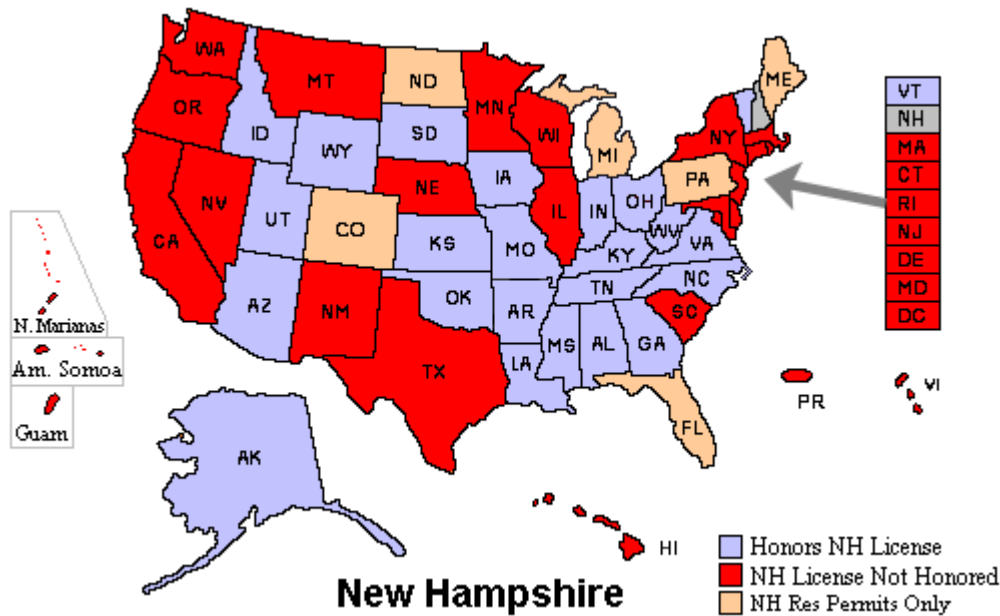 WA
MT
ND
MN
ME
OR
ID
SD
WI
NY
VT
NH
WY
MI
MA
IA
NE
PA
CT
NV
UT
IL
IN
OH
RI
CA
CO
WV
KS
MO
VA
NJ
KY
DE
AZ
NM
OK
AR
TN
NC
MD
SC
DC
N. Marianas
TX
LA
MS
AL
GA
Am. Somoa
PR
VI
Guam
FL
AK
HI
Honors NH License
NH License Not Honored
NH Res Permits Only
New Hampshire